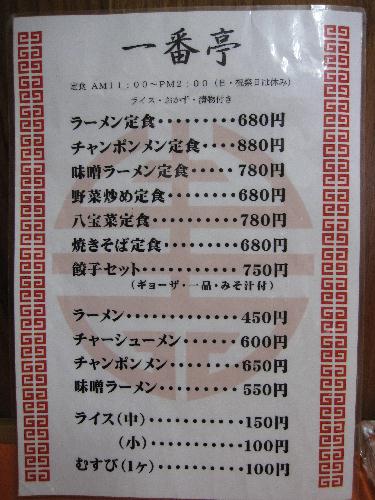 一番亭
定食 AM11:00〜PM2:00 (日・祝祭日は休み)
ライス・おかず・漬物付き
ラーメン定食・・・・・・・・・680円
チャンポンメン定食・・・・880円
味噌ラーメン定食・・・・・780円
野菜炒め定食・・・・・・・・680円
八宝菜定食・・・・・・・・・780円
焼きそば定食・・・・・・・・680円
餃子セット・・・・・・・・・・750円
(ギョーザ・一品・みそ汁付)
ラーメン・・・・・・・・・・・450円
チャーシューメン・・・・・・600円
チャンポンメン・・・・・・・650円
味噌ラーメン・・・・・・・・550円
ライス(中)・・・・・・・・・150円
(小)・・・・・・・・・100円
むすび(1ヶ)・・・・・・・・100円